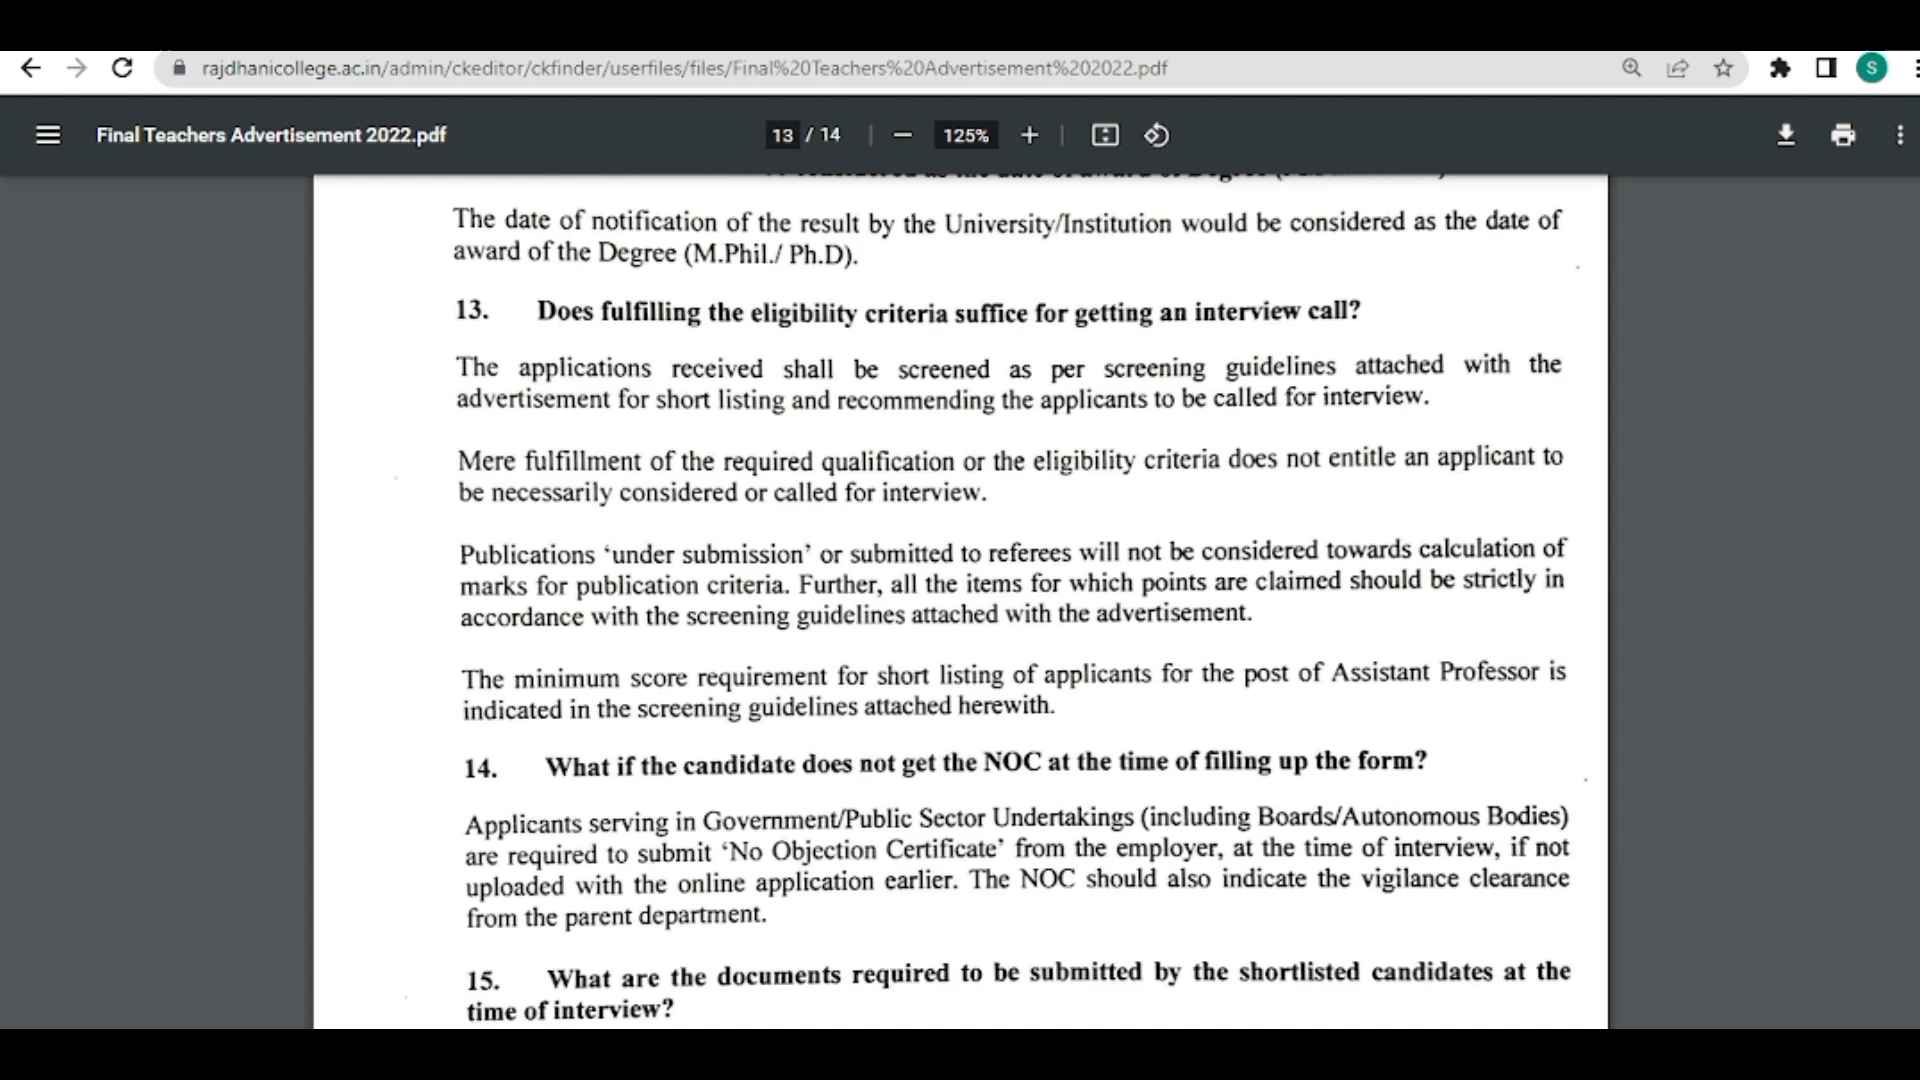 rajdhanicollege.ac.in/admin/ckeditor/ckfinder/userfiles/files/Final%20Teachers%20Advertisement%202022.pdf
S
Final Teachers Advertisement 2022.pdf
13 / 14
125%
The date of notification of the result by the University/Institution would be considered as the date of
award of the Degree (M.Phil./ Ph.D).
13. Does fulfilling the eligibility criteria suffice for getting an interview call?
The applications received shall be screened as per screening guidelines attached with the
advertisement for short listing and recommending the applicants to be called for interview.
Mere fulfillment of the required qualification or the eligibility criteria does not entitle an applicant to
be necessarily considered or called for interview.
Publications ‘under submission’ or submitted to referees will not be considered towards calculation of
marks for publication criteria. Further, all the items for which points are claimed should be strictly in
accordance with the screening guidelines attached with the advertisement.
The minimum score requirement for short listing of applicants for the post of Assistant Professor is
indicated in the screening guidelines attached herewith.
14. What if the candidate does not get the NOC at the time of filling up the form?
Applicants serving in Government/Public Sector Undertakings (including Boards/Autonomous Bodies)
are required to submit ‘No Objection Certificate’ from the employer, at the time of interview, if not
uploaded with the online application earlier. The NOC should also indicate the vigilance clearance
from the parent department.
15. What are the documents required to be submitted by the shortlisted candidates at the
time of interview?